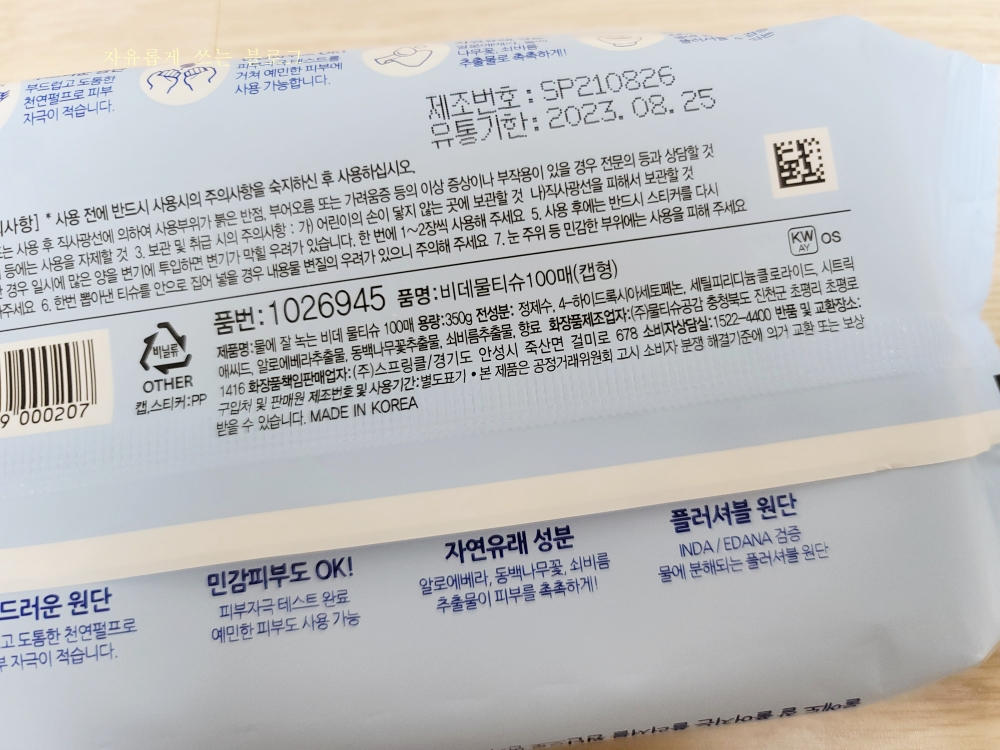 자유롭게 쓰는 블로그
부드럽고 도톰한
천연펄프로 피부
자극이 적습니다.
피부자극 테스트를
거쳐 예민한 피부에
사용 가능합니다.
나무꽃, 쇠비름
추출물로 촉촉하게!
제조번호: SP210826
유통기한: 2023. 08. 25
의사항] * 사용 전에 반드시 사용시의 주의사항을 숙지하신 후 사용하십시오.
또는 사용 후 직사광선에 의하여 사용부위가 붉은 반점, 부어오름 또는 가려움증 등의 이상 증상이나 부작용이 있을 경우 전문의 등과 상담할 것
등에는 사용을 자제할 것 3. 보관 및 취급 시의 주의사항 : 가) 어린이의 손이 닿지 않는 곳에 보관할 것 나)직사광선을 피해서 보관할 것
경우 일시에 많은 양을 변기에 투입하면 변기가 막힐 우려가 있습니다. 한 번에 1~2장씩 사용해 주세요 5. 사용 후에는 반드시 스티커를 다시
주세요 6. 한번 뽑아낸 티슈를 안으로 집어 넣을 경우 내용물 변질의 우려가 있으니 주의해 주세요 7. 눈 주위 등 민감한 부위에는 사용을 피해 주세요
KW
AY
OS
품번:1026945 품명:비데물티슈100매(캡형)
제품명:물에 잘 녹는 비데 물티슈 100매 용량:350g 전성분: 정제수, 4-하이드록시아세토페논, 세틸피리디늄클로라이드, 시트릭
애씨드, 알로에베라추출물, 동백나무꽃추출물, 쇠비름추출물, 향료 화장품제조업자:(주)물티슈공감 충청북도 진천군 초평리 초평로
1416 화장품책임판매업자:(주)스프링클/경기도 안성시 죽산면 걸미로 678 소비자상담실:1522-4400 반품 및 교환장소:
구입처 및 판매원 제조번호 및 사용기간:별도표기 • 본 제품은 공정거래위원회 고시 소비자 분쟁 해결기준에 의거 교환 또는 보상
받을 수 있습니다. MADE IN KOREA
비닐류
OTHER
캡,스티커:PP
9 000207
드러운 원단
고 도톰한 천연펄프로
부 자극이 적습니다.
민감피부도 OK!
피부자극 테스트 완료
예민한 피부도 사용 가능
자연유래 성분
알로에베라, 동백나무꽃, 쇠비름
추출물이 피부를 촉촉하게!
플러셔블 원단
INDA / EDANA 검증
물에 분해되는 플러셔블 원단